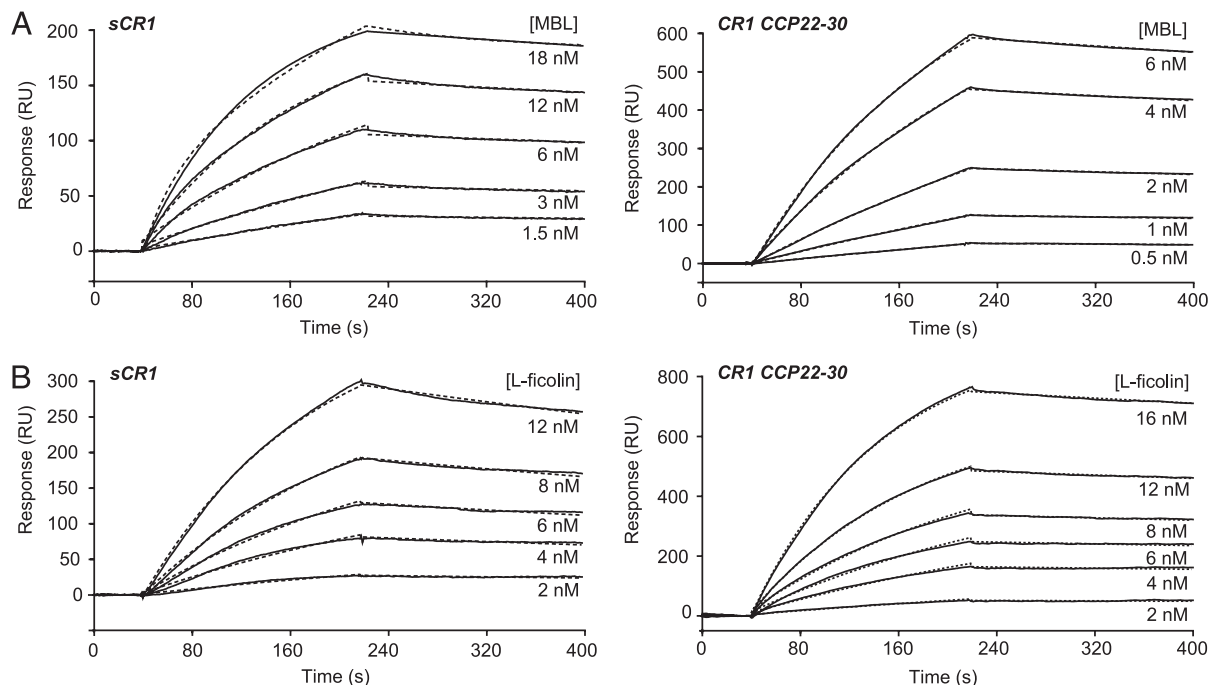 A
sCR1
[MBL]
200
150
100
50
0
Response (RU)
18 nM
12 nM
6 nM
3 nM
1.5 nM
0 80 160 240 320 400
Time (s)
CR1 CCP22-30
[MBL]
600
500
400
300
200
100
0
Response (RU)
6 nM
4 nM
2 nM
1 nM
0.5 nM
0 80 160 240 320 400
Time (s)
B
sCR1
[L-ficolin]
300
250
200
150
100
50
0
Response (RU)
12 nM
8 nM
6 nM
4 nM
2 nM
0 80 160 240 320 400
Time (s)
CR1 CCP22-30
[L-ficolin]
800
600
400
200
0
Response (RU)
16 nM
12 nM
8 nM
6 nM
4 nM
2 nM
0 80 160 240 320 400
Time (s)